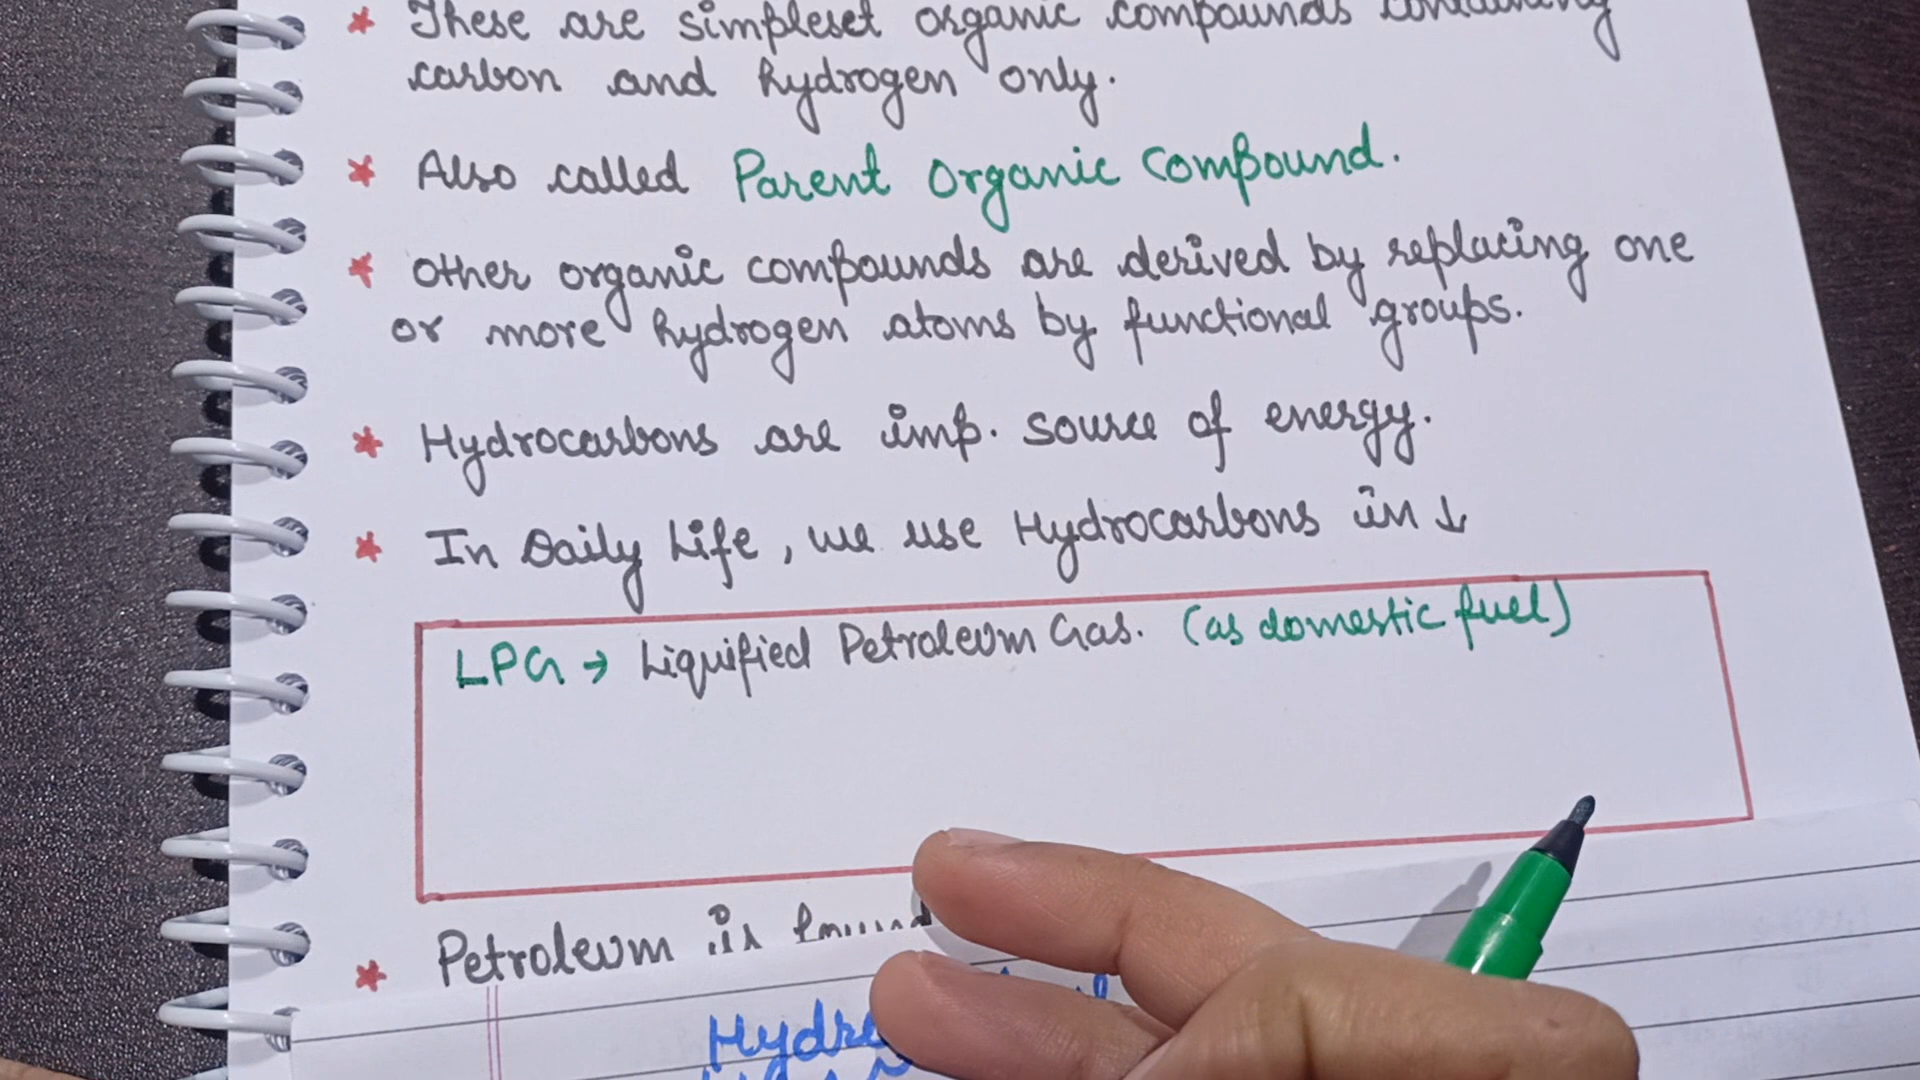 * These are simpleset organic compounds containing
carbon and hydrogen only.
* Also called Parent Organic Compound.
* Other organic compounds are derived by replacing one
or more hydrogen atoms by functional groups.
* Hydrocarbons are imp. source of energy.
* In Daily Life, we use Hydrocarbons in ↓
LPG → Liquified Petroleum Gas. (as domestic fuel)
* Petroleum is found